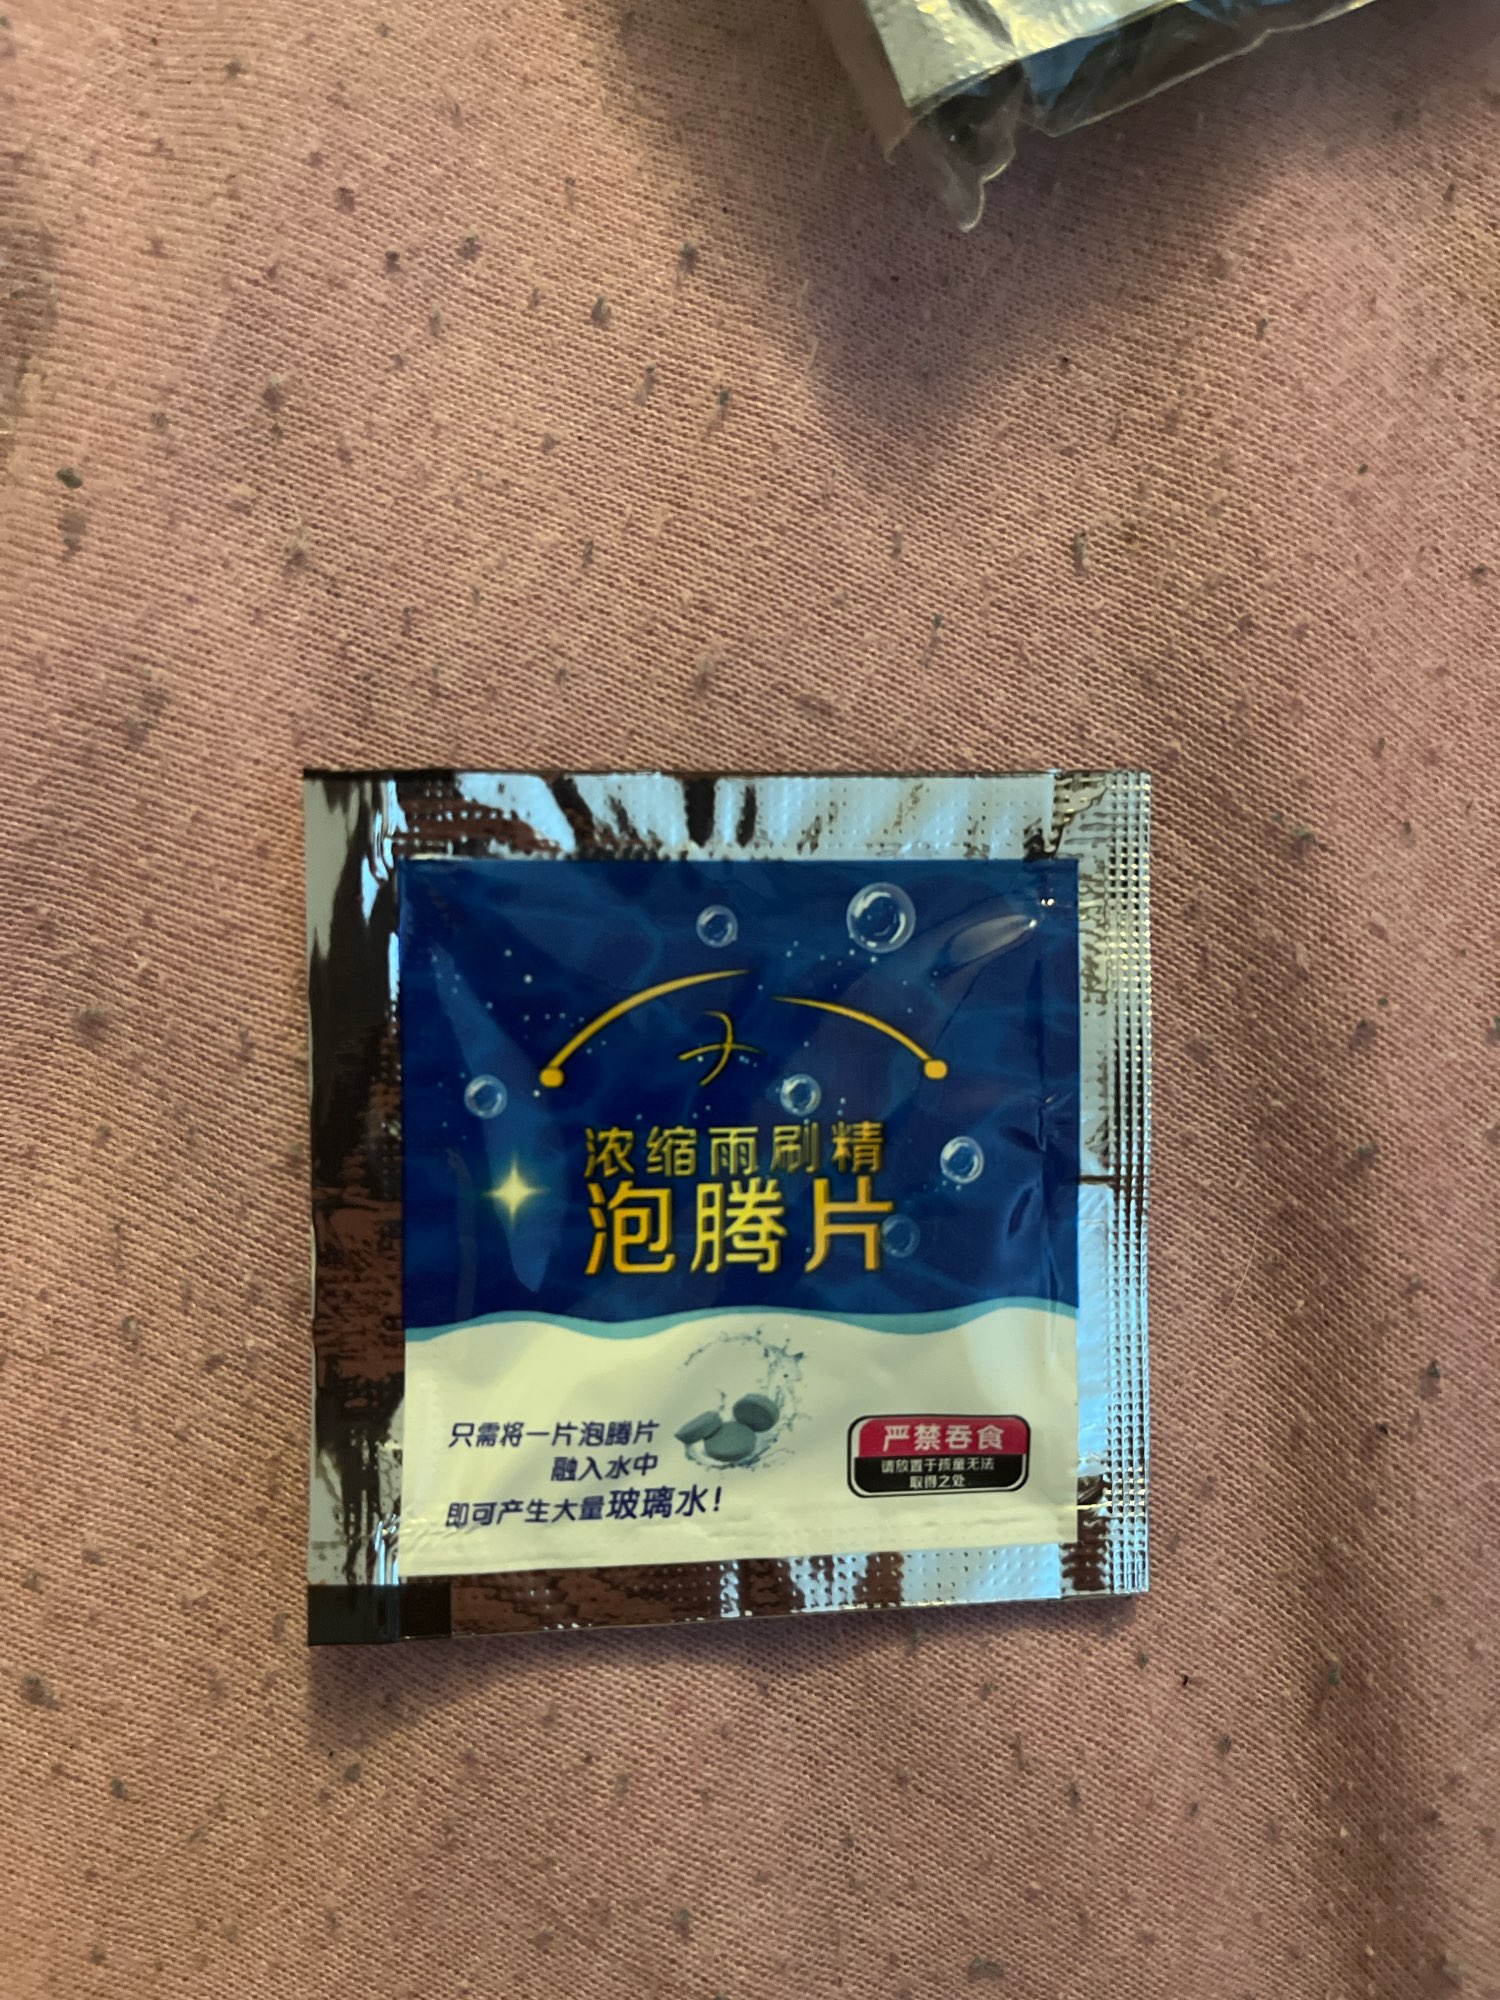 浓缩雨刷精
泡腾片
只需将一片泡腾片
融入水中
即可产生大量玻璃水!
严禁吞食
请放置于孩童无法
取得之处